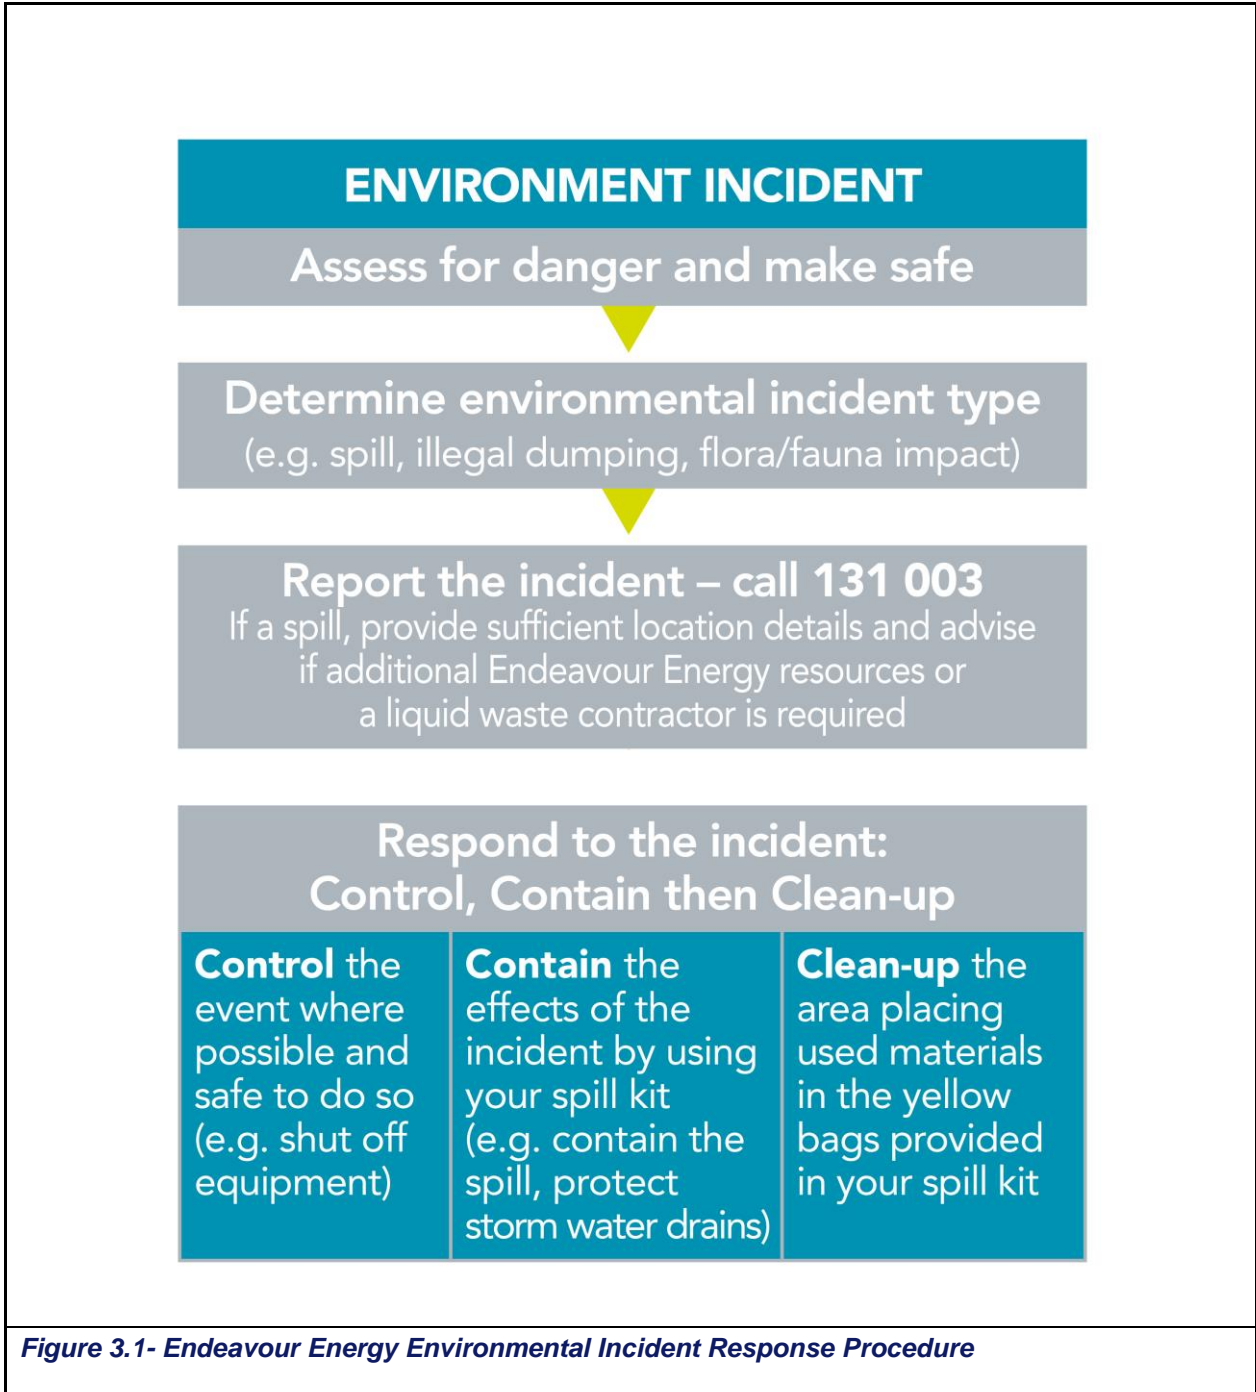 ENVIRONMENT INCIDENT
Assess for danger and make safe
Determine environmental incident type
(e.g. spill, illegal dumping, flora/fauna impact)
Report the incident – call 131 003
If a spill, provide sufficient location details and advise
if additional Endeavour Energy resources or
a liquid waste contractor is required
Respond to the incident:
Control, Contain then Clean-up
Control the
event where
possible and
safe to do so
(e.g. shut off
equipment)
Contain the
effects of the
incident by using
your spill kit
(e.g. contain the
spill, protect
storm water drains)
Clean-up the
area placing
used materials
in the yellow
bags provided
in your spill kit
Figure 3.1- Endeavour Energy Environmental Incident Response Procedure